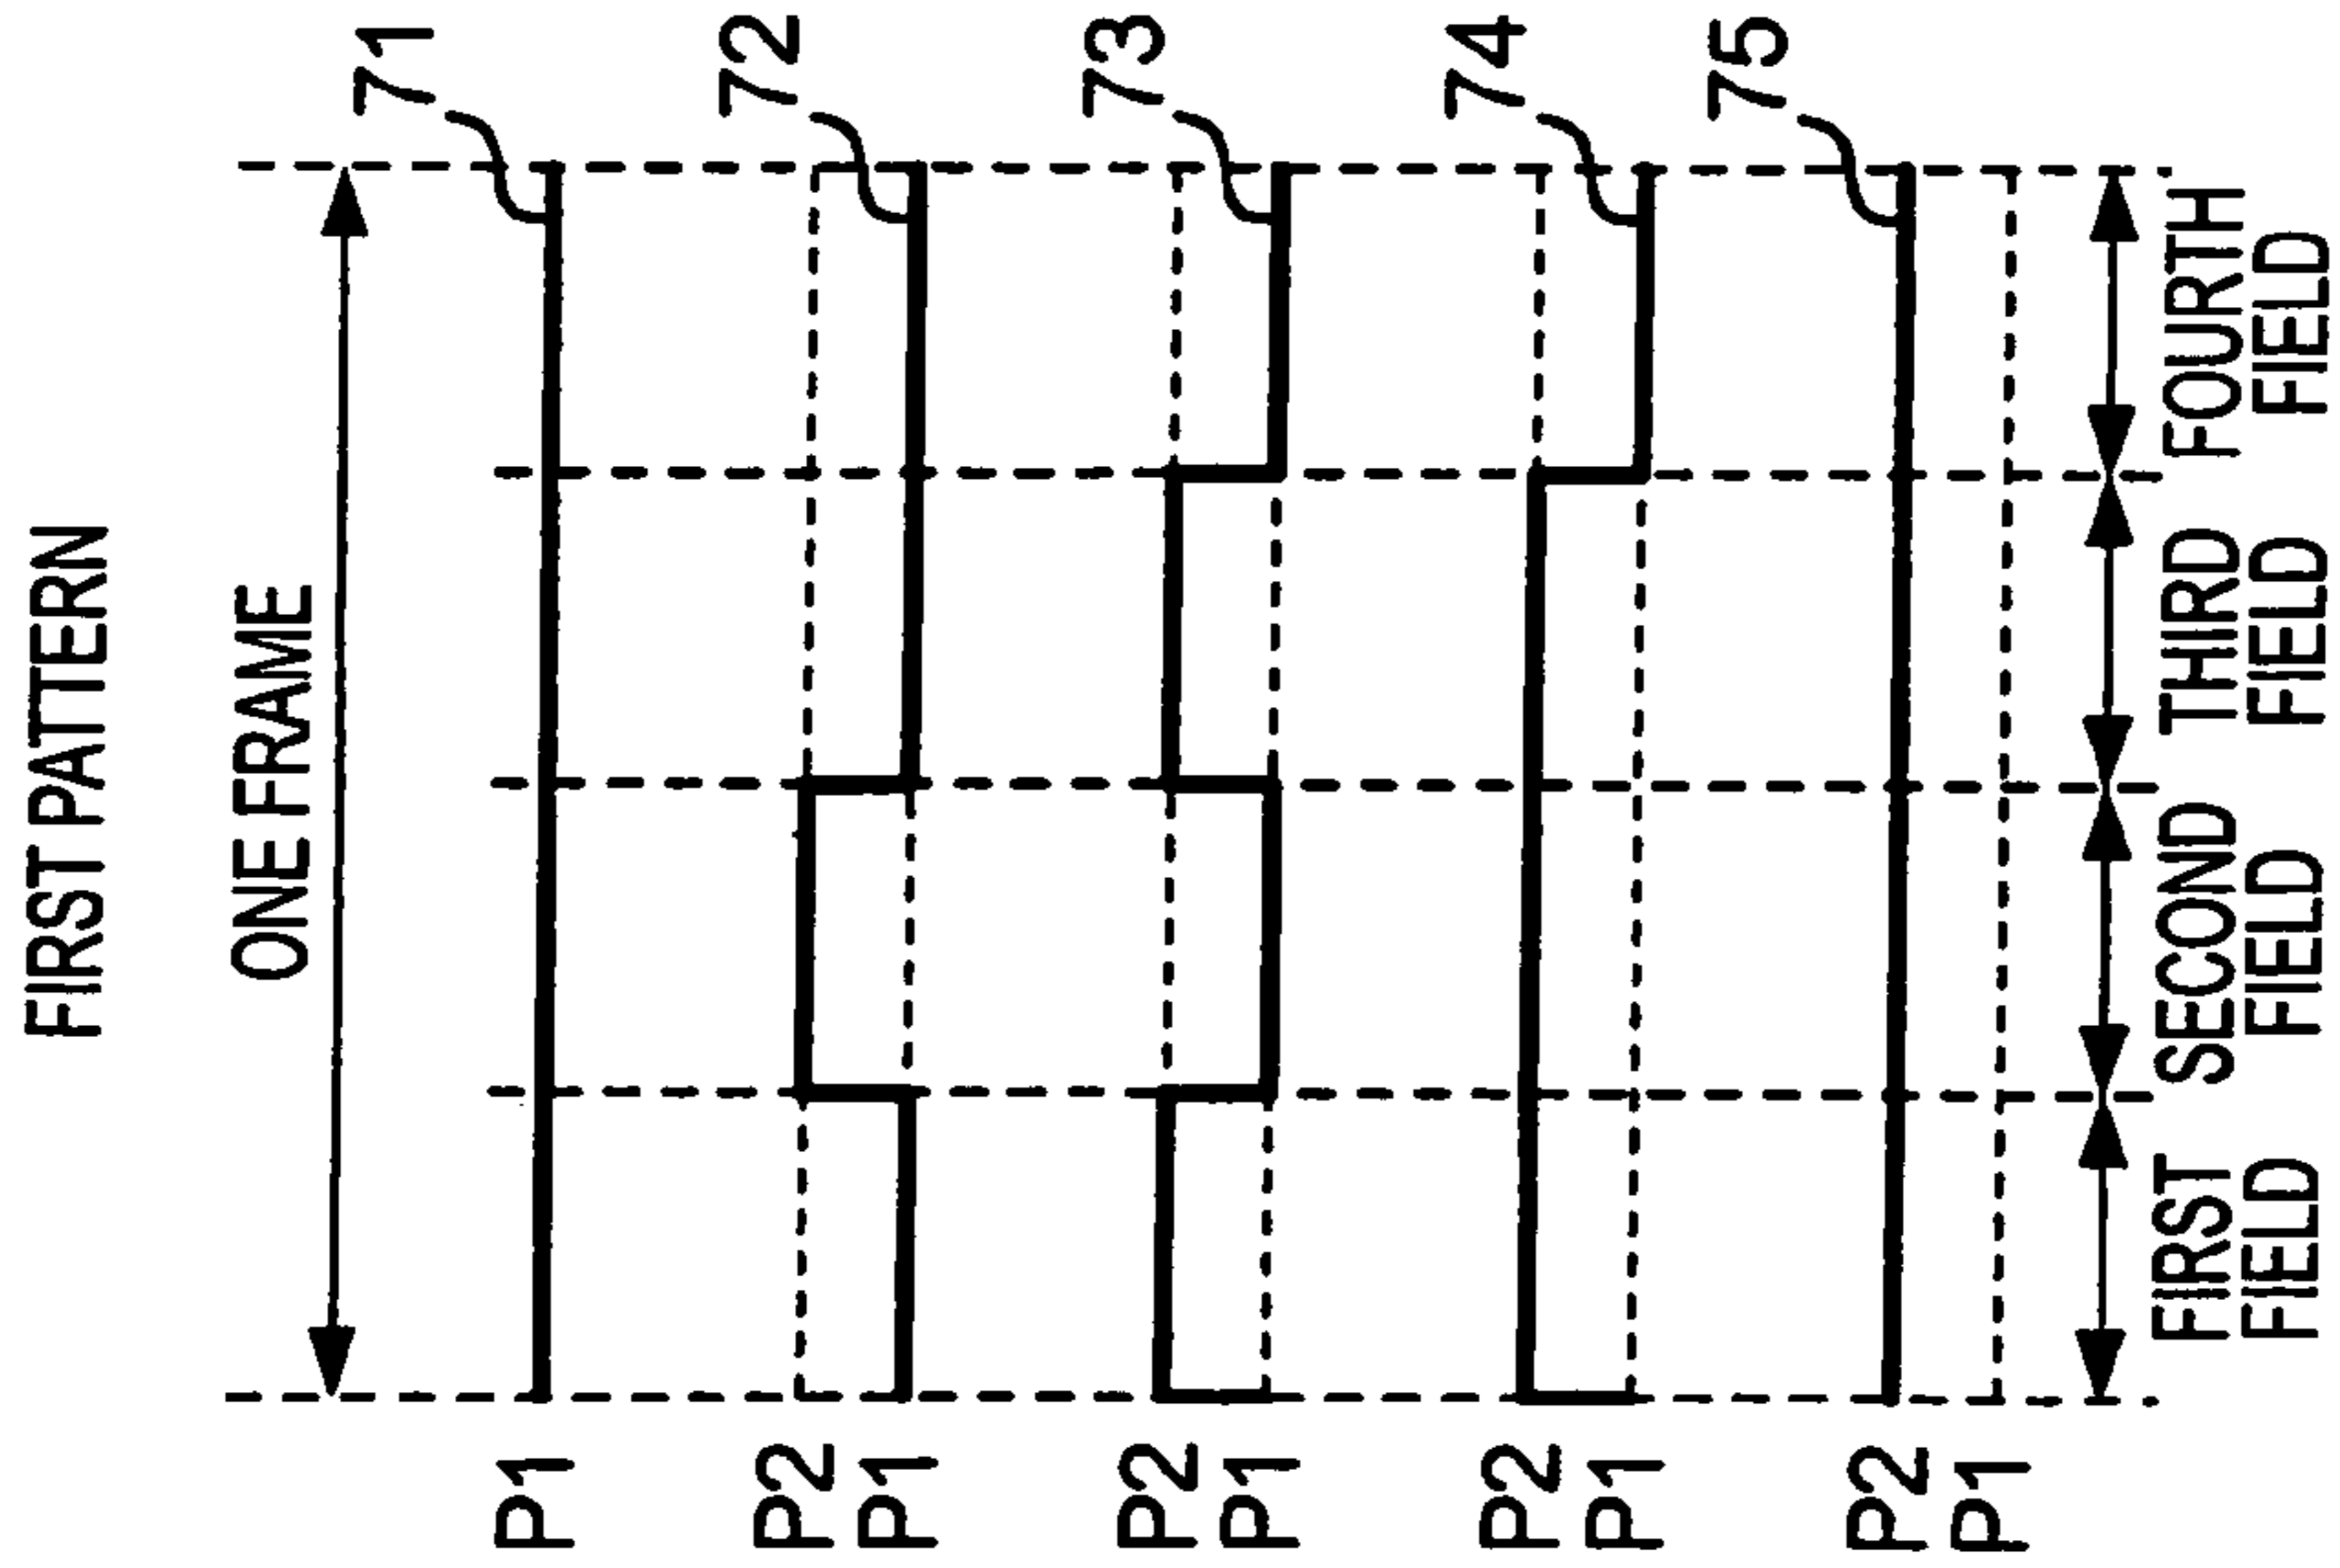 FIRST PATTERN
ONE FRAME
P1
71
P2
P1
72
P2
P1
73
P2
P1
74
P2
P1
75
FIRST
FIELD
SECOND
FIELD
THIRD
FIELD
FOURTH
FIELD